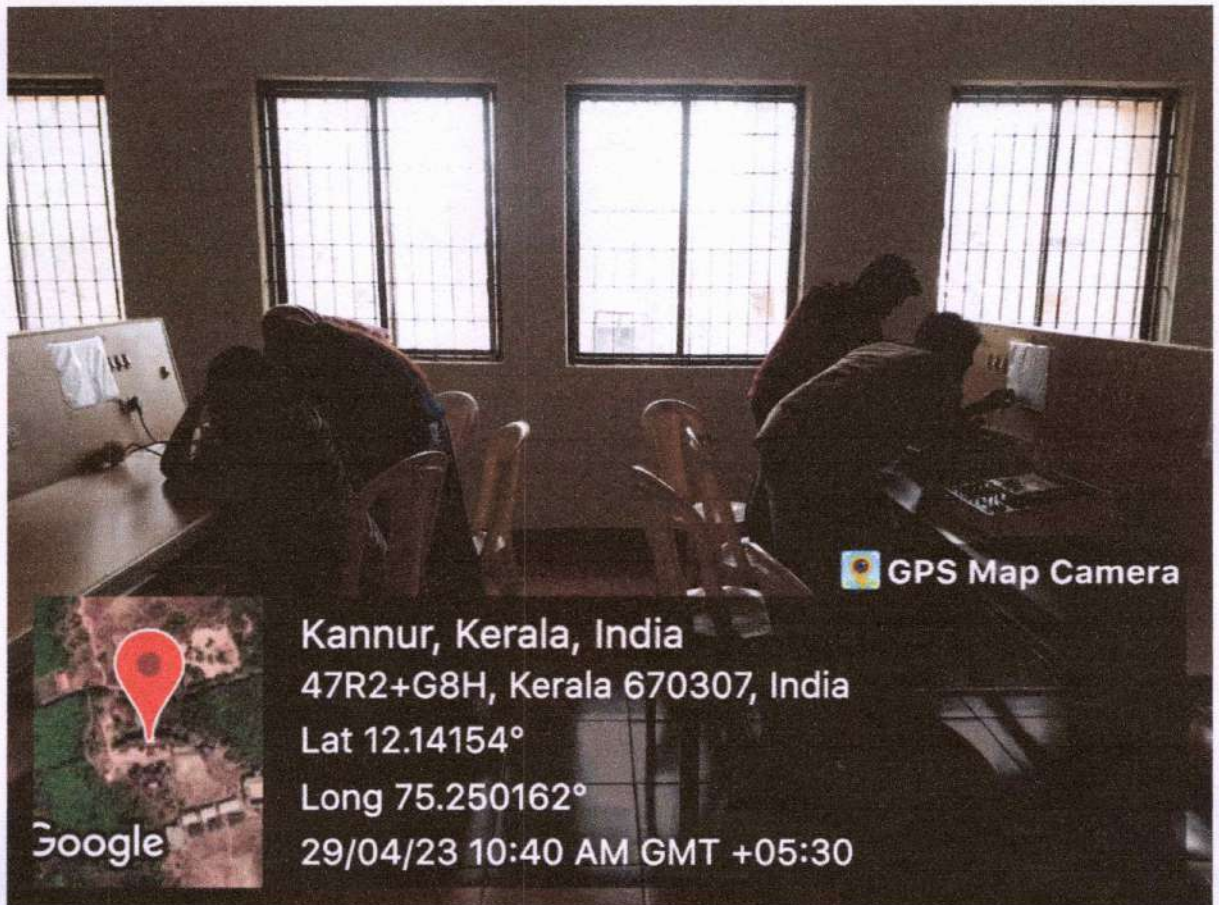 GPS Map Camera
Kannur, Kerala, India
47R2+G8H, Kerala 670307, India
Lat 12.14154°
Long 75.250162°
29/04/23 10:40 AM GMT +05:30
Google